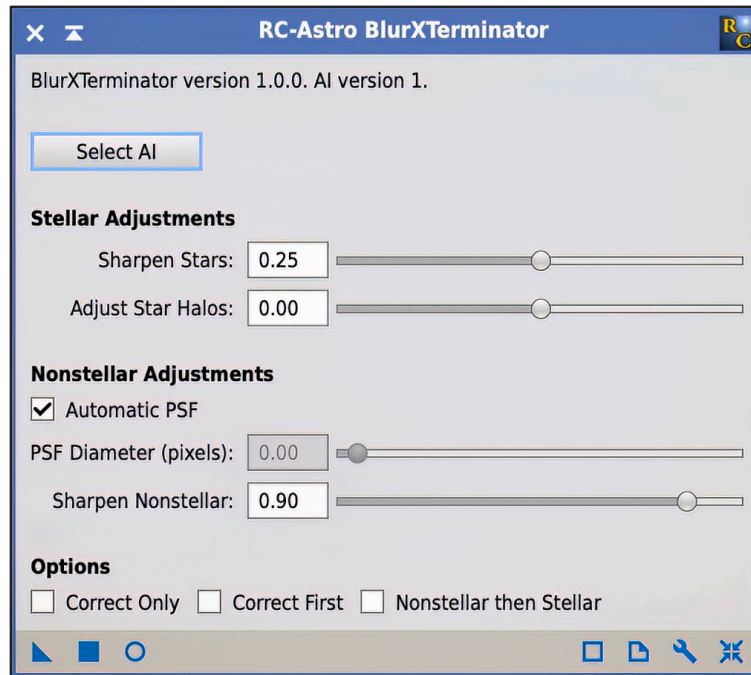 RC-Astro BlurXTerminator
RC
BlurXTerminator version 1.0.0. AI version 1.
Select AI
Stellar Adjustments
Sharpen Stars: 0.25
Adjust Star Halos: 0.00
Nonstellar Adjustments
Automatic PSF
PSF Diameter (pixels): 0.00
Sharpen Nonstellar: 0.90
Options
Correct Only Correct First Nonstellar then Stellar